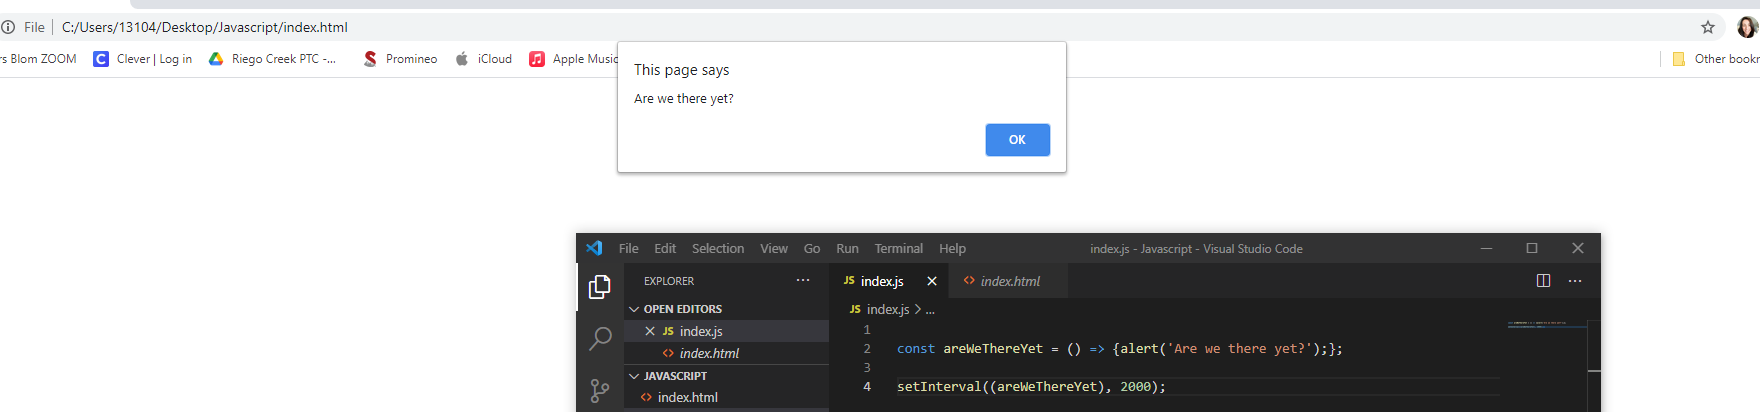 File | C:/Users/13104/Desktop/Javascript/index.html
rs Blom ZOOM Clever | Log in Riego Creek PTC -... Promineo iCloud Apple Music Other bookr
This page says
Are we there yet?
OK
File Edit Selection View Go Run Terminal Help index.js - Javascript - Visual Studio Code
EXPLORER ... JS index.js <> index.html ...
OPEN EDITORS JS index.js > ...
JS index.js 1
<> index.html 2 const areWeThereYet = () => {alert('Are we there yet?');};
3
JAVASCRIPT 4 setInterval((areWeThereYet), 2000);
<> index.html